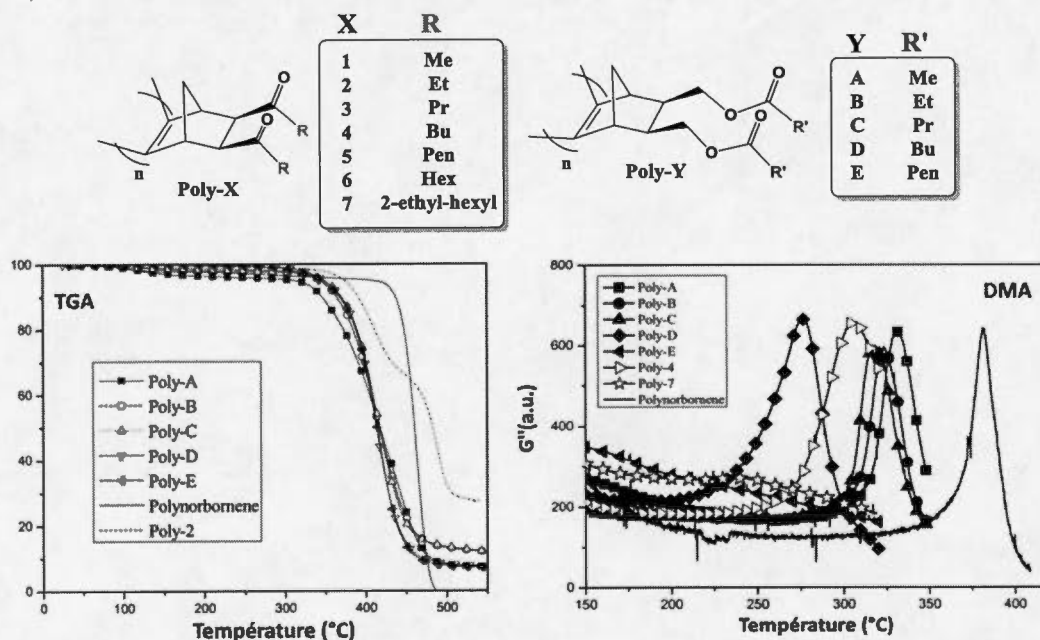 X R
1 Me
2 Et
3 Pr
4 Bu
5 Pen
6 Hex
7 2-ethyl-hexyl
O
O
R
R
n
Poly-X
Y R'
A Me
B Et
C Pr
D Bu
E Pen
O
O
O
O
R'
R'
n
Poly-Y
TGA
100
80
60
40
20
0
Poly-A
Poly-B
Poly-C
Poly-D
Poly-E
Polynorbornene
Poly-2
0 100 200 300 400 500
Température (°C)
DMA
800
600
400
200
0
G''(a.u.)
Poly-A
Poly-B
Poly-C
Poly-D
Poly-E
Poly-4
Poly-7
Polynorbornene
150 200 250 300 350 400
Température (°C)